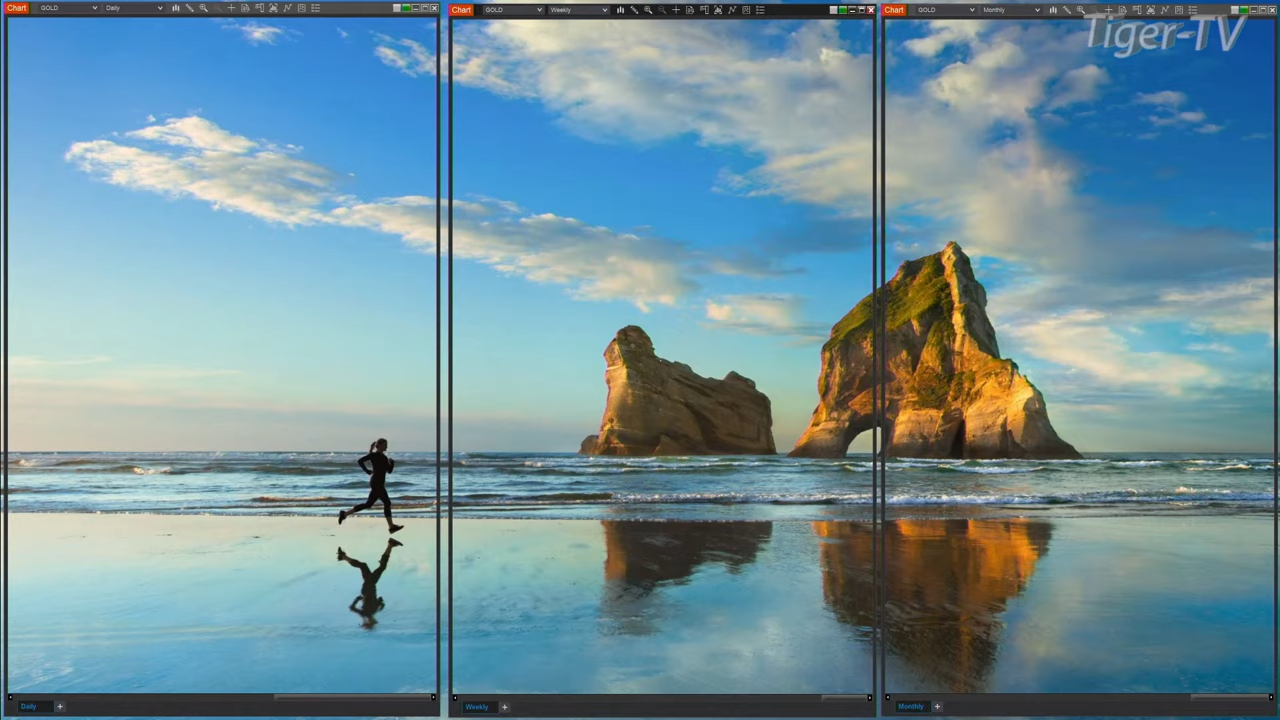 Chart GOLD Daily
Chart GOLD Weekly
Chart GOLD Monthly
Tiger-TV
Daily +
Weekly +
Monthly +